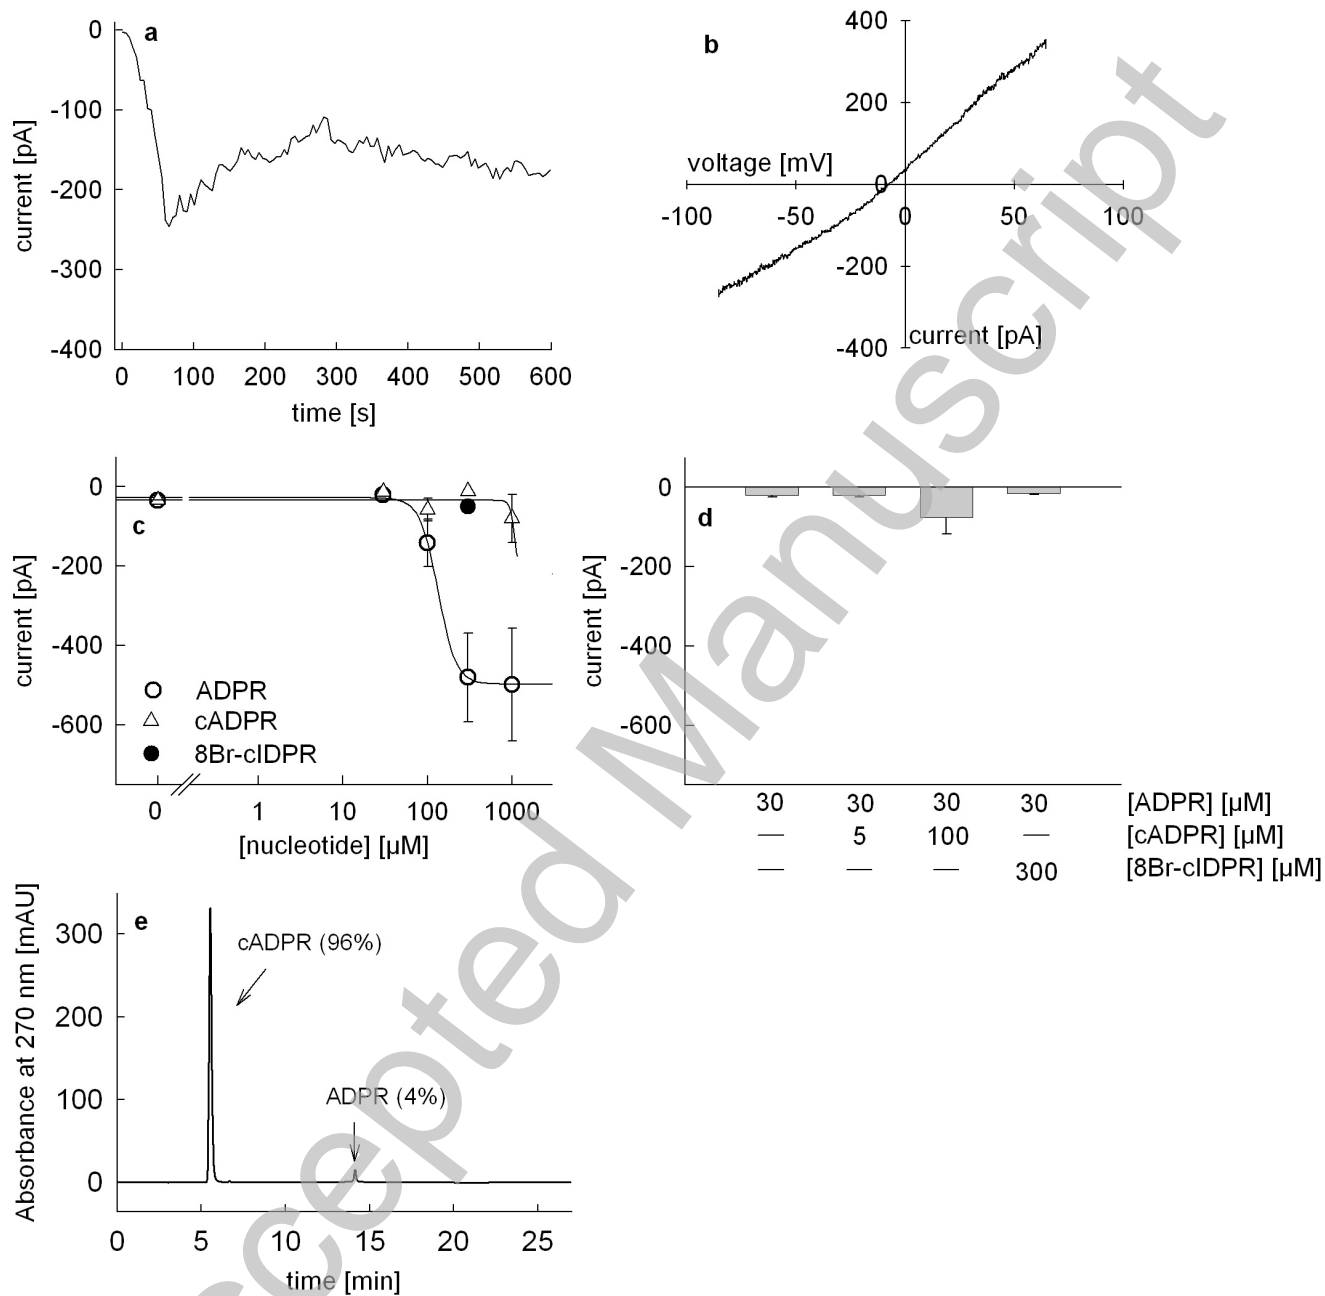 a
0
-100
-200
-300
-400
current [pA]
0 100 200 300 400 500 600
time [s]
b
400
200
0
-200
-400
voltage [mV]
-100 -50 0 50 100
current [pA]
c
0
-200
-400
-600
current [pA]
ADPR
cADPR
8Br-cIDPR
0 1 10 100 1000
[nucleotide] [µM]
d
0
-200
-400
-600
current [pA]
30 30 30 30 [ADPR] [µM]
— 5 100 — [cADPR] [µM]
— — — 300 [8Br-cIDPR] [µM]
e
300
200
100
0
Absorbance at 270 nm [mAU]
cADPR (96%)
ADPR (4%)
0 5 10 15 20 25
time [min]
cepted Manuscript